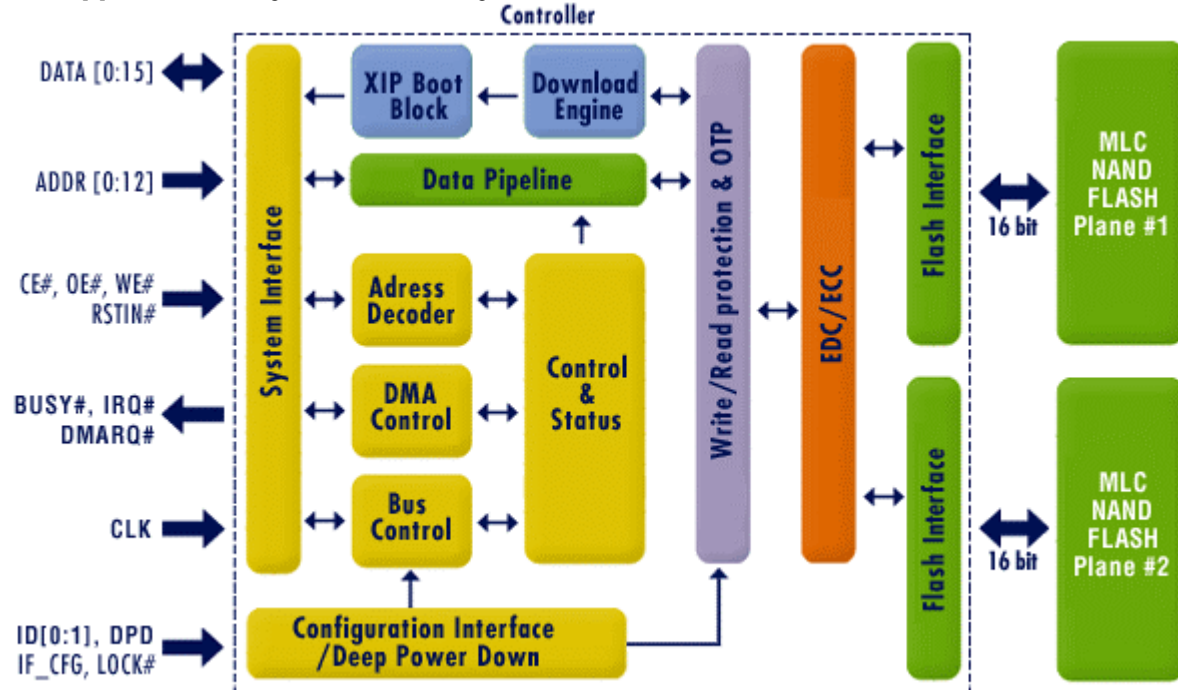 Controller
DATA [0:15]
XIP Boot
Block
Download
Engine
ADDR [0:12]
Data Pipeline
CE#, OE#, WE#
RSTIN#
System Interface
Adress
Decoder
Control
&
Status
DMA
Control
BUSY#, IRQ#
DMARQ#
Bus
Control
CLK
Configuration Interface
/Deep Power Down
ID[0:1], DPD
IF_CFG, LOCK#
Write/Read protection & OTP
EDC/ECC
Flash Interface
16 bit
MLC
NAND
FLASH
Plane #1
Flash Interface
16 bit
MLC
NAND
FLASH
Plane #2